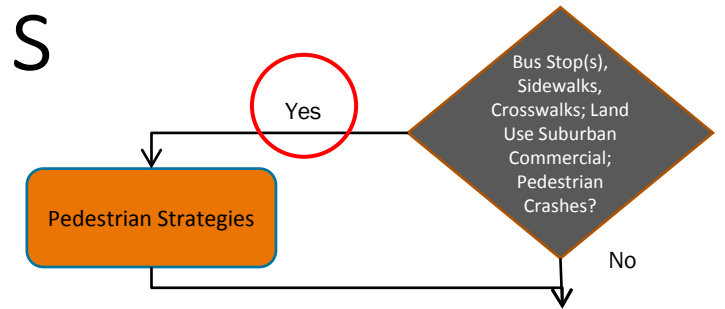 S
Bus Stop(s),
Sidewalks,
Crosswalks; Land
Use Suburban
Commercial;
Pedestrian
Crashes?
Yes
Pedestrian Strategies
No